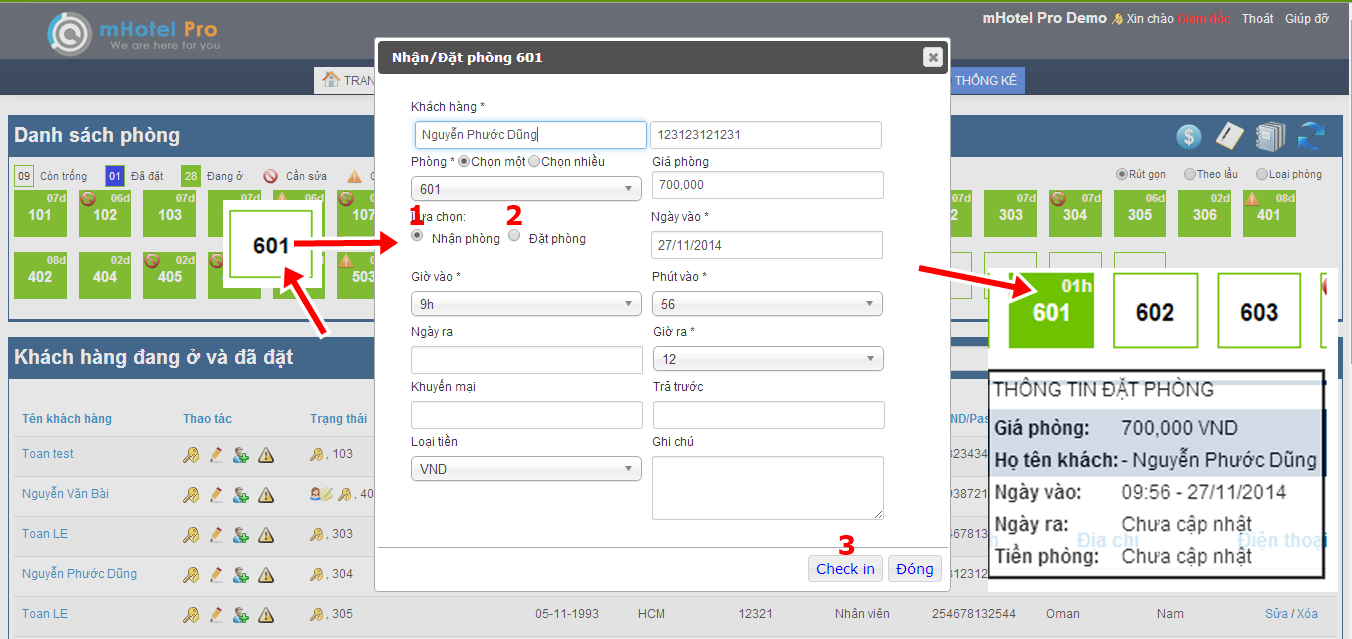 mHotel Pro
We are here for you
mHotel Pro Demo Xin chào Giám đốc Thoát Giúp đỡ
TRAN
THỐNG KÊ
Nhận/Đặt phòng 601
Khách hàng *
Nguyễn Phước Dũng 123123121231
Phòng * Chọn một Chọn nhiều Giá phòng
601 700,000
1 2
ựa chọn: Ngày vào *
Nhận phòng Đặt phòng
27/11/2014
Giờ vào * Phút vào *
9h 56
Ngày ra Giờ ra *
12
Khuyến mại Trả trước
Loại tiền Ghi chú
VND
3
Check in Đóng
Danh sách phòng
09 Còn trống 01 Đã đặt 28 Đang ở Cần sửa
Rút gọn Theo lầu Loại phòng
07d 06d 07d 07d 06d
101 102 103 107
07d 06d 06d 08d
2 303 304 305 306 401
601
08d 02d 02d
402 404 405 503
01h
601 602 603
THÔNG TIN ĐẶT PHÒNG
Giá phòng: 700,000 VND
Họ tên khách: - Nguyễn Phước Dũng
Ngày vào: 09:56 - 27/11/2014
Ngày ra: Chưa cập nhật
Tiền phòng: Chưa cập nhật
Địa chỉ Điện thoại
Khách hàng đang ở và đã đặt
Tên khách hàng Thao tác Trạng thái ND/Pas
Toan test , 103 323434
Nguyễn Văn Bài , 40 938721
Toan LE , 303 467813
Nguyễn Phước Dũng , 304 312312
Toan LE , 305 05-11-1993 HCM 12321 Nhân viên 254678132544 Oman Nam Sửa / Xóa